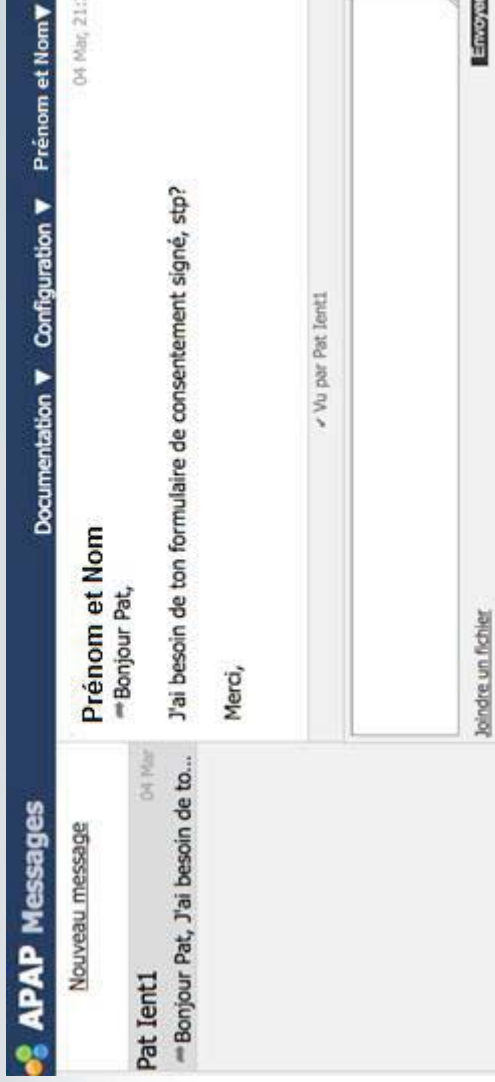 APAP Messages
Documentation ▼ Configuration ▼ Prénom et Nom ▼
Nouveau message
Pat Ient1 04 Mar
Bonjour Pat, J'ai besoin de to...
Prénom et Nom 04 Mar, 21:
Bonjour Pat,
J'ai besoin de ton formulaire de consentement signé, stp?
Merci,
✓ Vu par Pat Ient1
Joindre un fichier
Envoyer